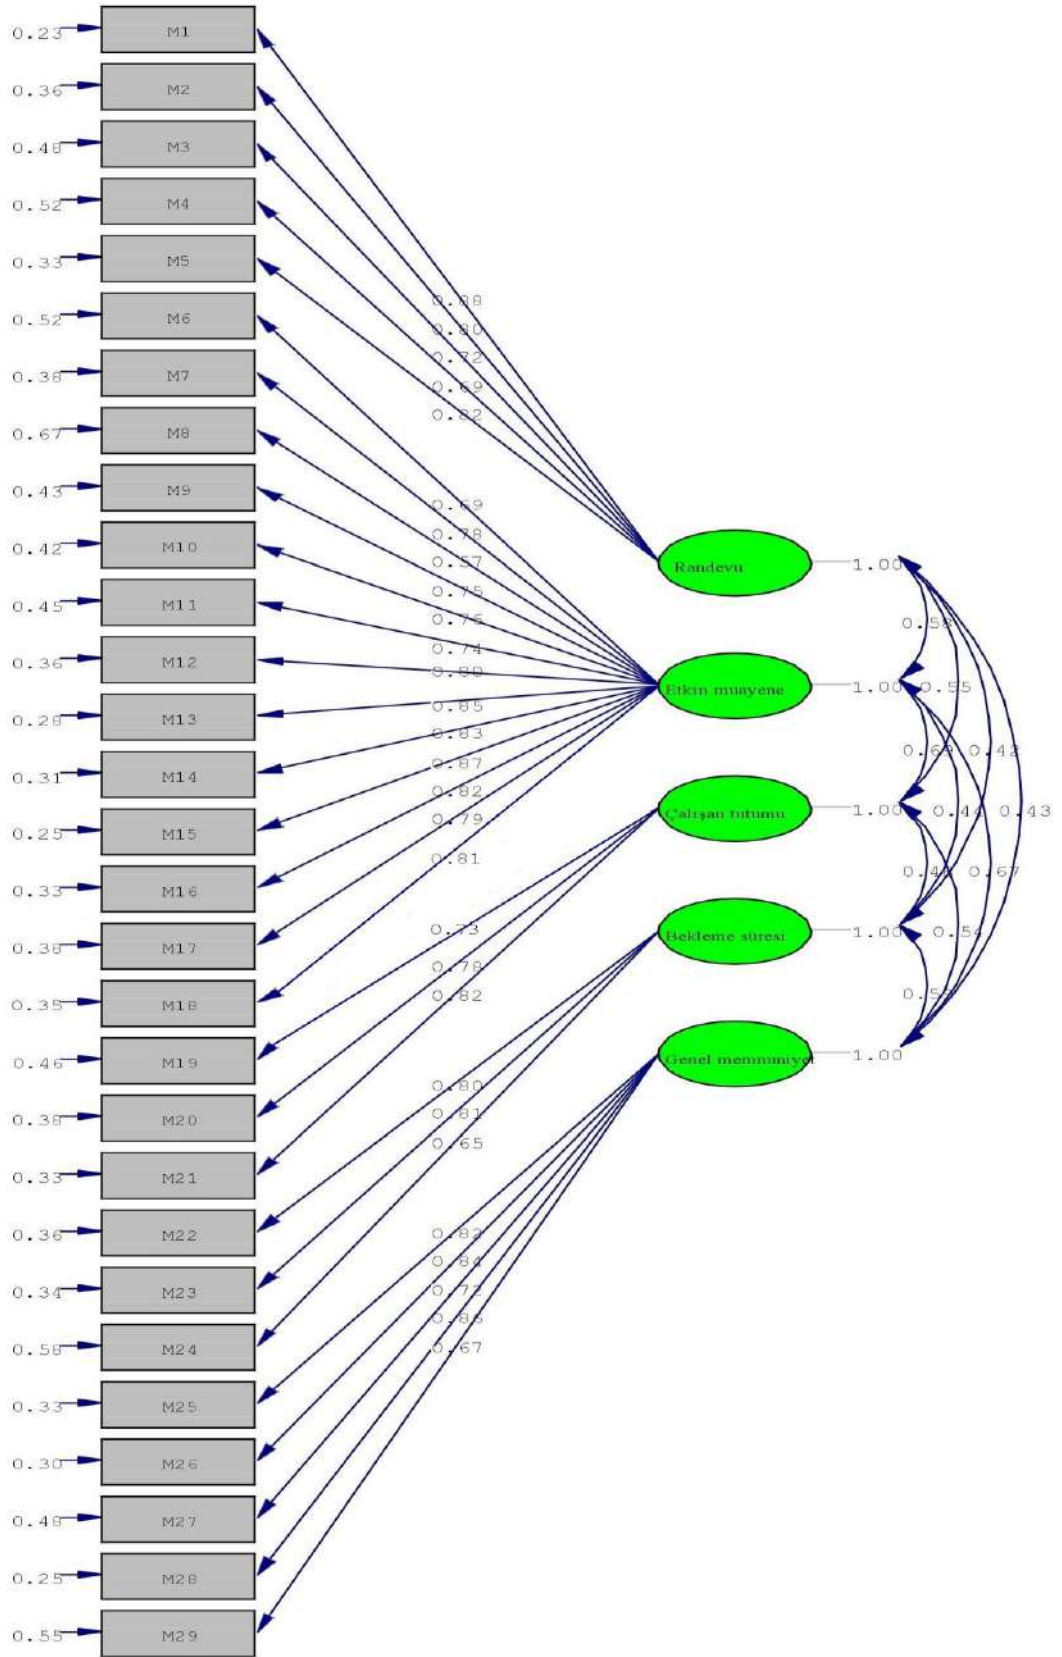 0.23 M1
0.36 M2
0.48 M3
0.52 M4
0.33 M5
0.52 M6
0.38 M7
0.67 M8
0.43 M9
0.42 M10
0.45 M11
0.36 M12
0.28 M13
0.31 M14
0.25 M15
0.33 M16
0.38 M17
0.35 M18
0.46 M19
0.38 M20
0.33 M21
0.36 M22
0.34 M23
0.58 M24
0.33 M25
0.30 M26
0.48 M27
0.25 M28
0.55 M29
0.88
0.80
0.72
0.69
0.82
0.69
0.78
0.57
0.75
0.76
0.74
0.80
0.85
0.83
0.87
0.82
0.79
0.81
0.73
0.78
0.82
0.80
0.81
0.65
0.82
0.84
0.72
0.86
0.67
Randevu 1.00
Etkin muayene 1.00
Çalışan tutumu 1.00
Bekleme süresi 1.00
Genel memnuniyet 1.00
0.58
0.55
0.69 0.42
0.44 0.43
0.67
0.54